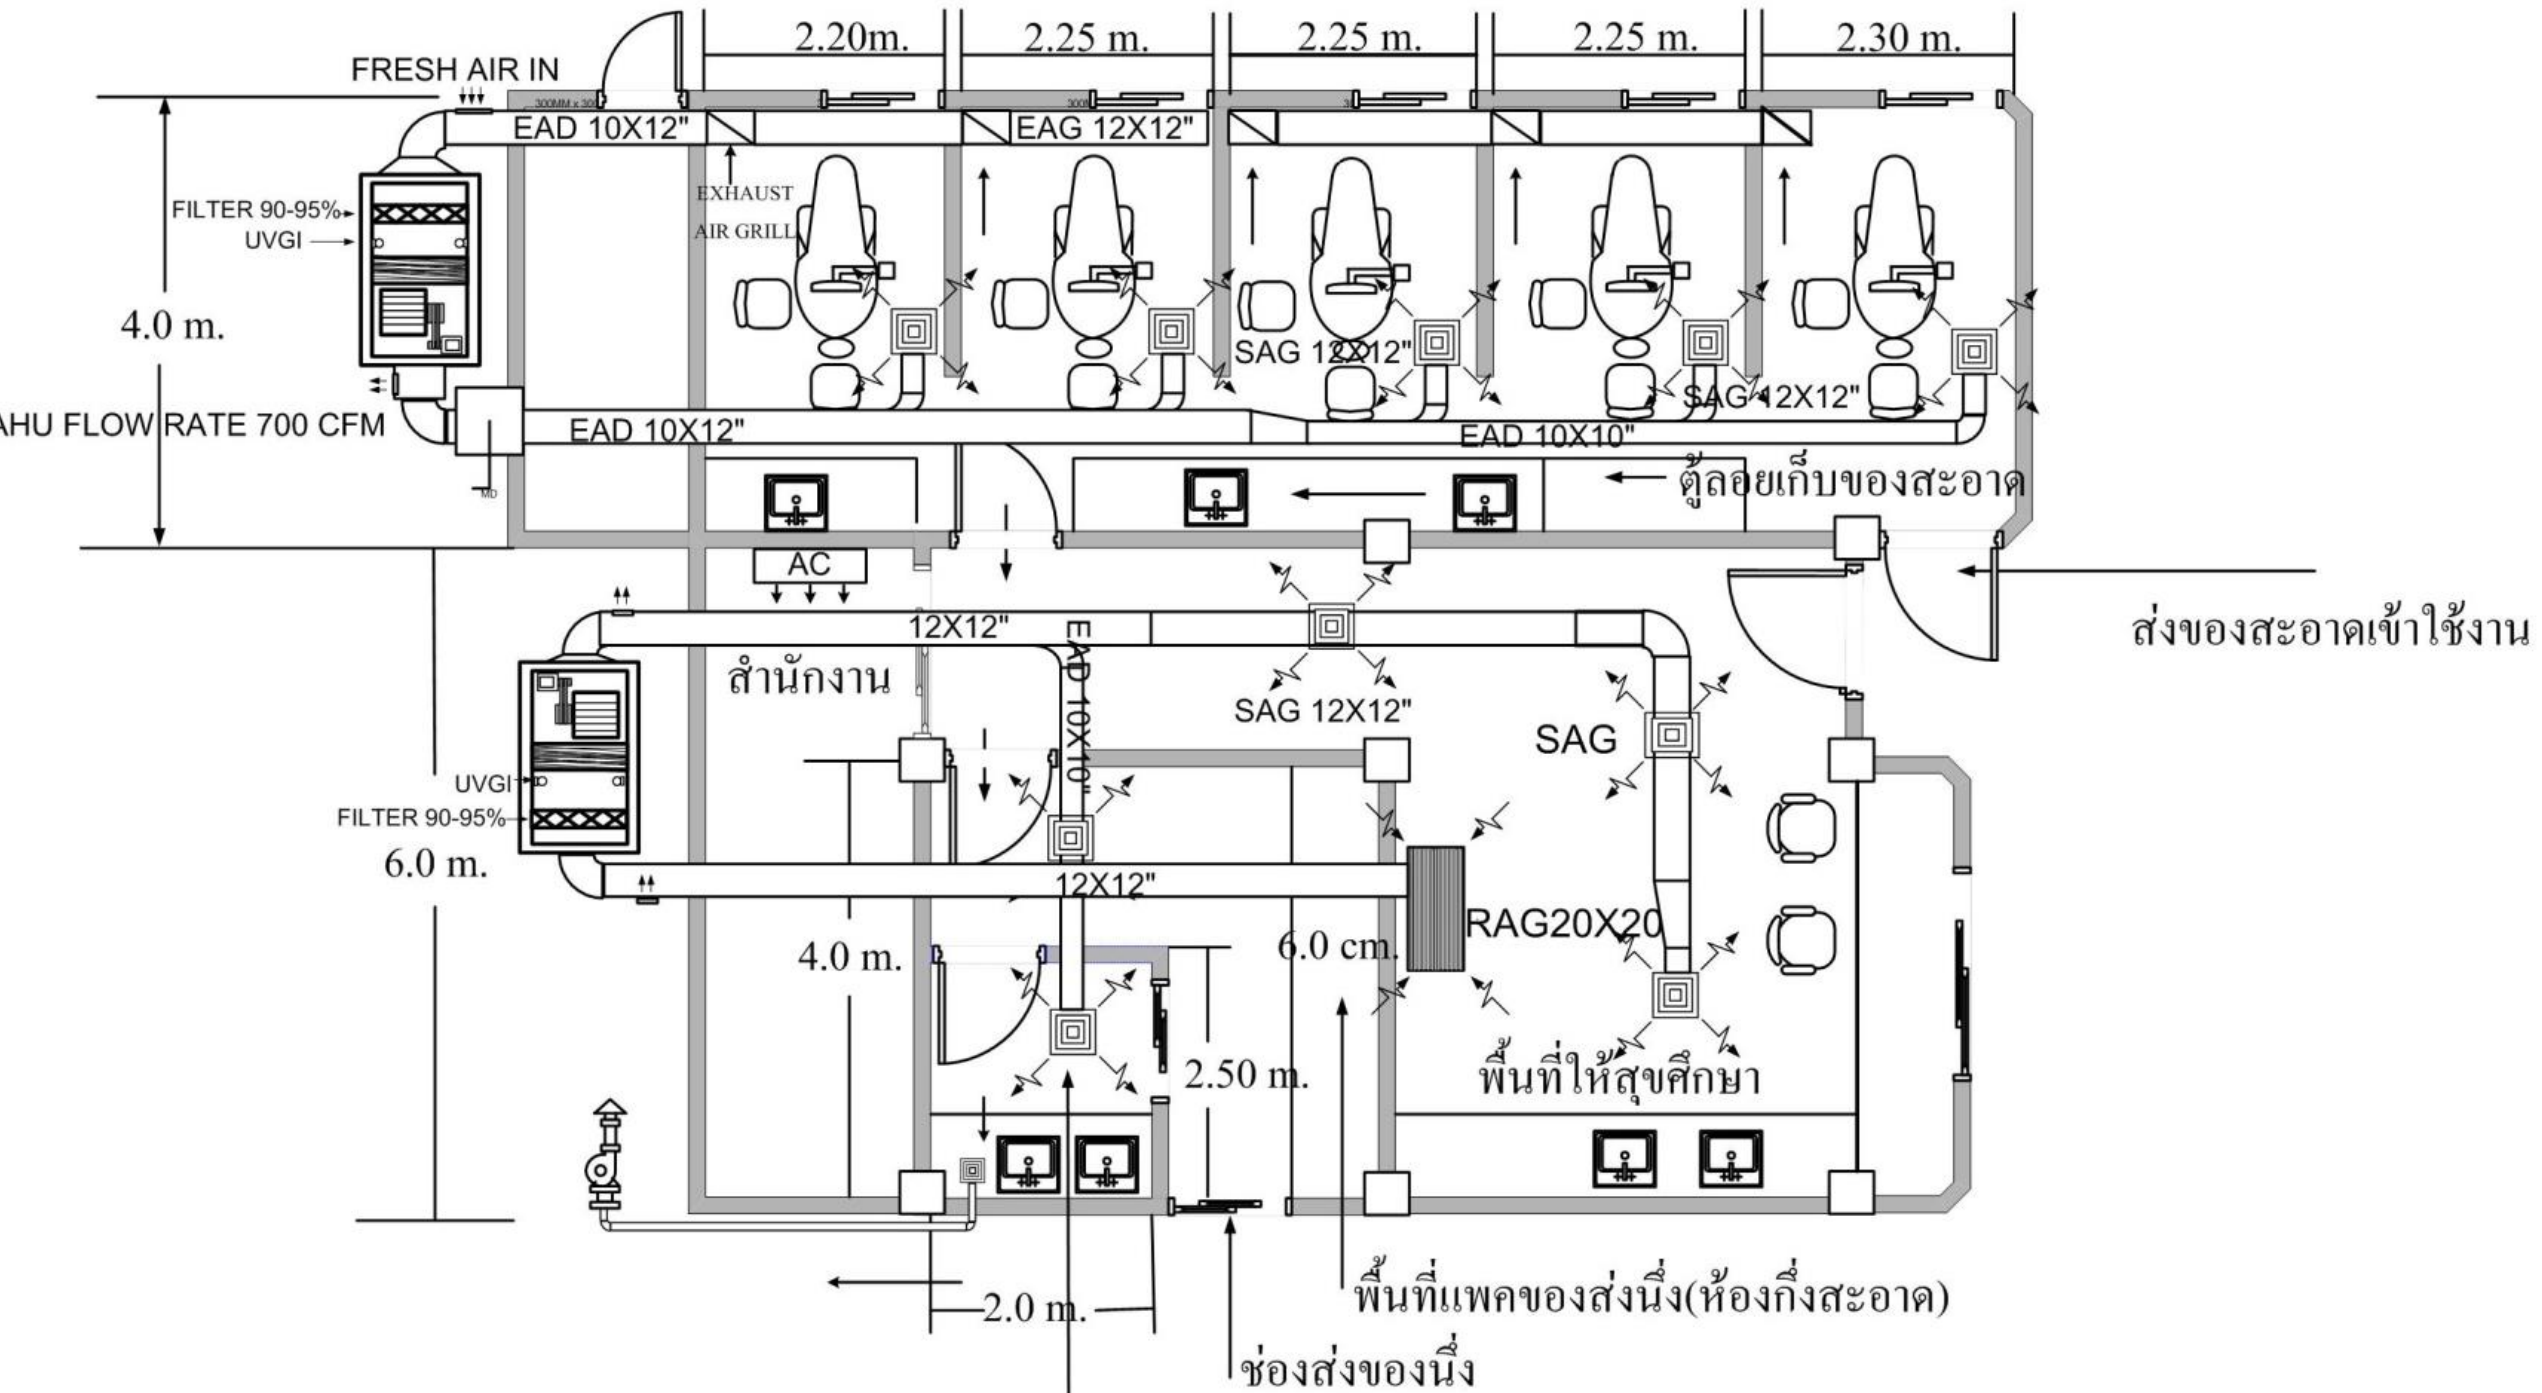 2.20m.
2.25 m.
2.25 m.
2.25 m.
2.30 m.
FRESH AIR IN
EAD 10X12"
EAG 12X12"
EXHAUST
AIR GRILL
FILTER 90-95%
UVGI
4.0 m.
SAG 12X12"
SAG 12X12"
AHU FLOW RATE 700 CFM
EAD 10X12"
EAD 10X10"
MD
ตู้ลอยเก็บของสะอาด
AC
12X12"
EAD 10X10"
ส่งของสะอาดเข้าใช้งาน
สำนักงาน
SAG 12X12"
SAG
UVGI
FILTER 90-95%
6.0 m.
12X12"
RAG20X20
4.0 m.
6.0 cm.
2.50 m.
พื้นที่ให้สุขศึกษา
2.0 m.
พื้นที่แพคของส่งนึ่ง(ห้องกึ่งสะอาด)
ช่องส่งของนึ่ง